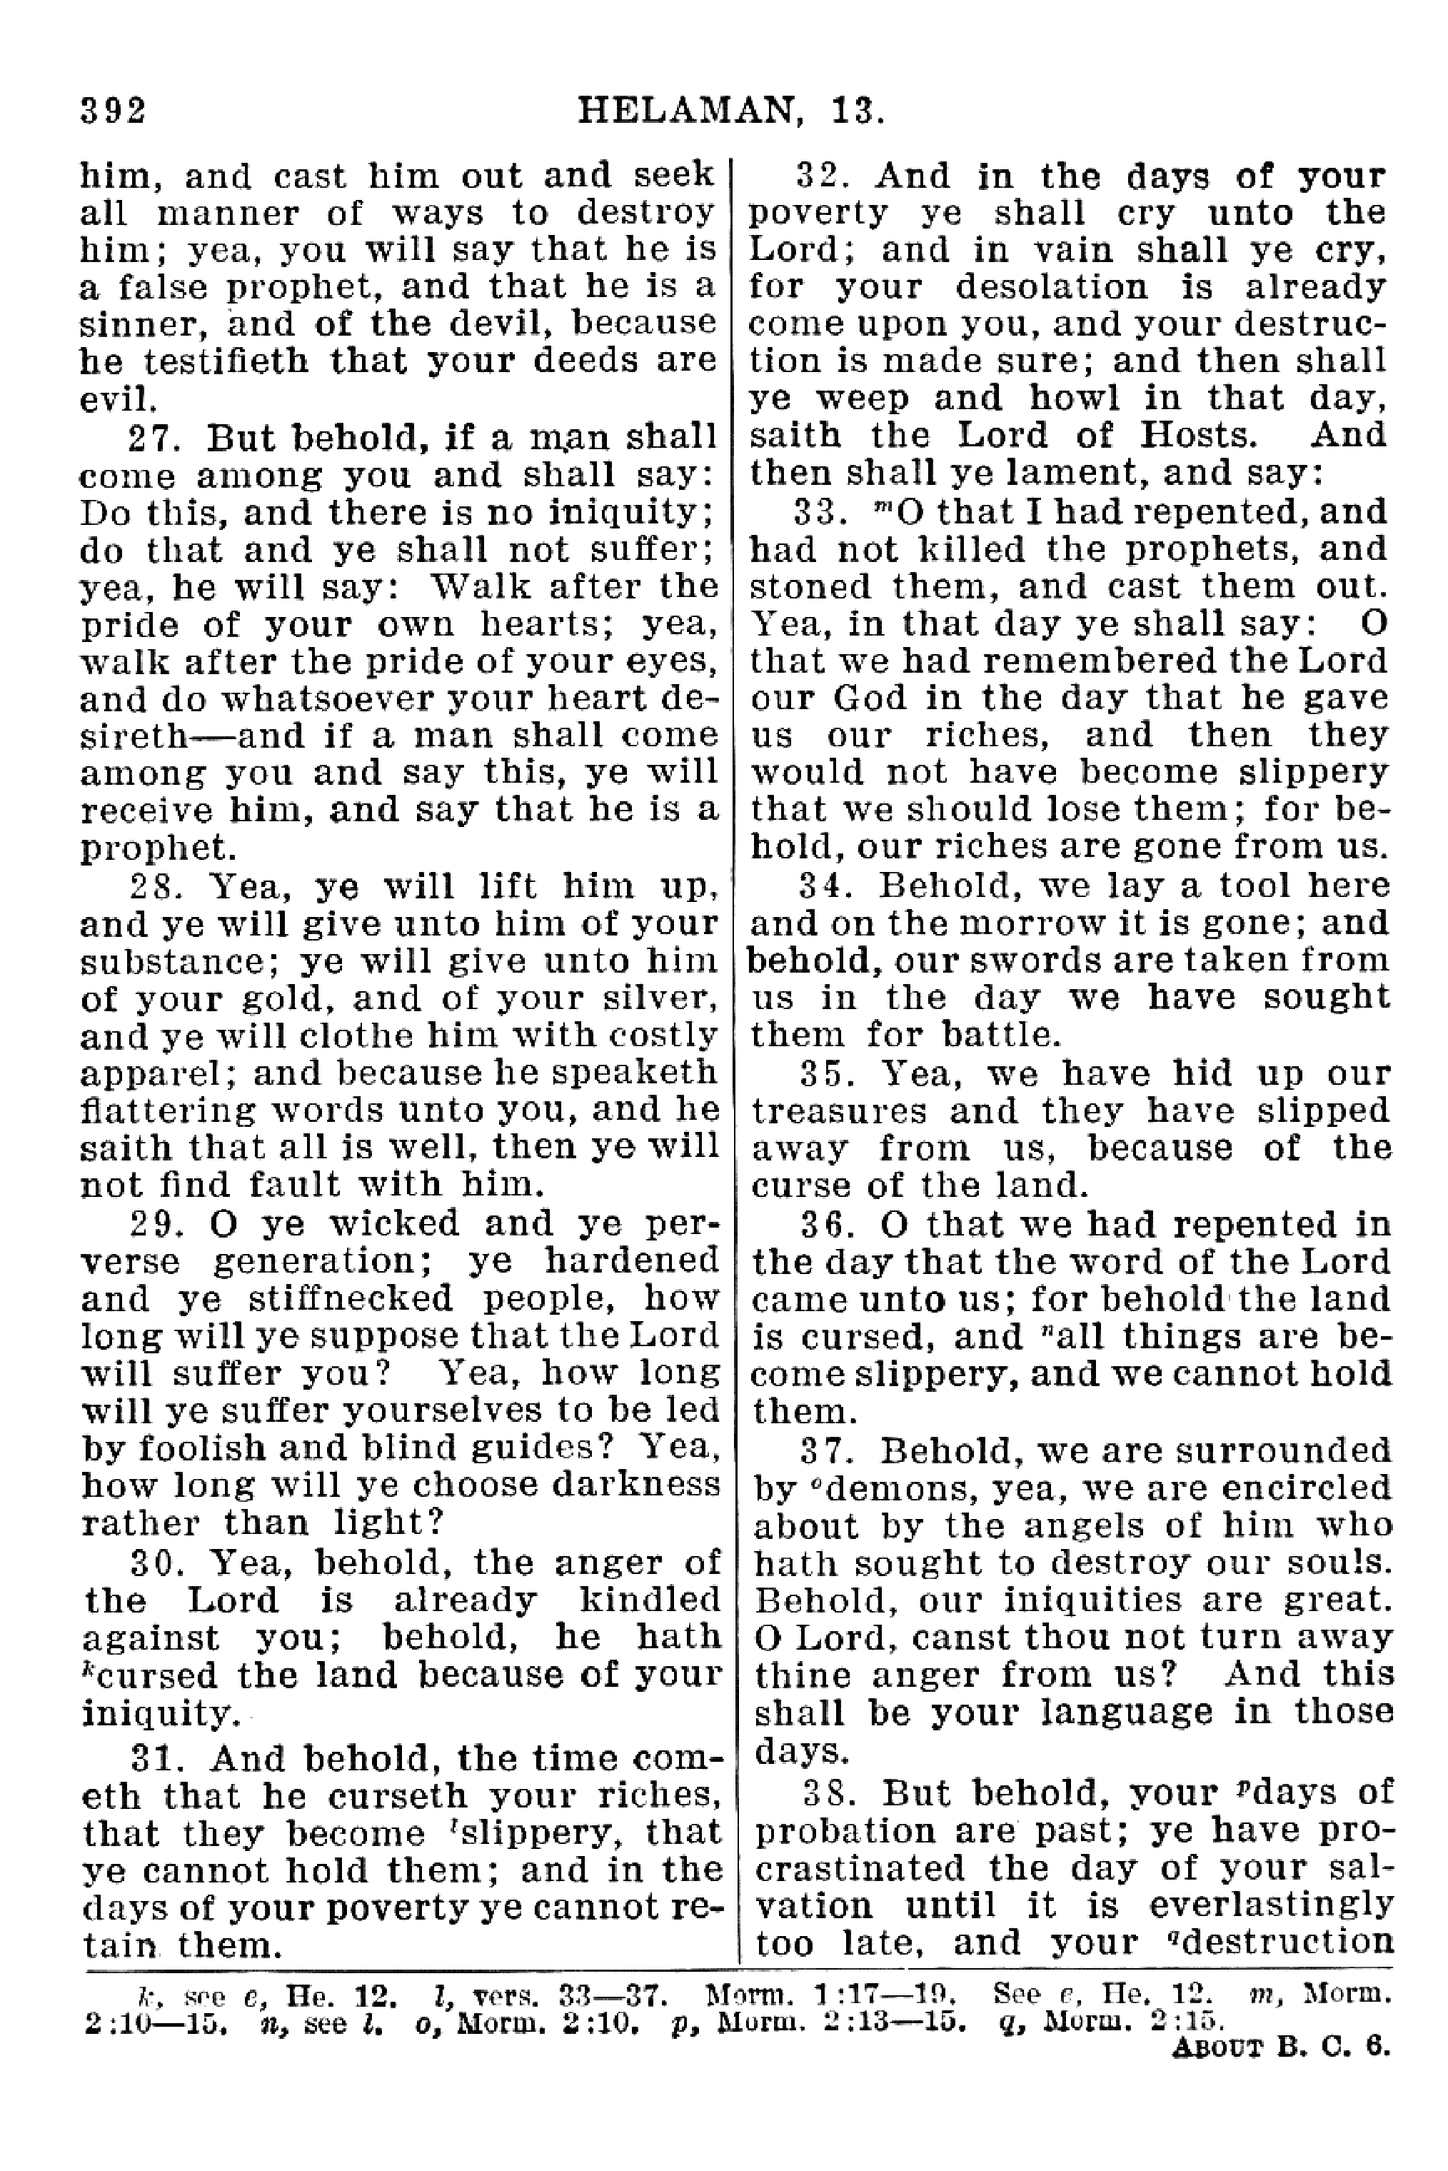 392 HELAMAN, 13.
him, and cast him out and seek
all manner of ways to destroy
him; yea, you will say that he is
a false prophet, and that he is a
sinner, and of the devil, because
he testifieth that your deeds are
evil.
27. But behold, if a man shall
come among you and shall say:
Do this, and there is no iniquity;
do that and ye shall not suffer;
yea, he will say: Walk after the
pride of your own hearts; yea,
walk after the pride of your eyes,
and do whatsoever your heart de-
sireth—and if a man shall come
among you and say this, ye will
receive him, and say that he is a
prophet.
28. Yea, ye will lift him up,
and ye will give unto him of your
substance; ye will give unto him
of your gold, and of your silver,
and ye will clothe him with costly
apparel; and because he speaketh
flattering words unto you, and he
saith that all is well, then ye will
not find fault with him.
29. O ye wicked and ye per-
verse generation; ye hardened
and ye stiffnecked people, how
long will ye suppose that the Lord
will suffer you? Yea, how long
will ye suffer yourselves to be led
by foolish and blind guides? Yea,
how long will ye choose darkness
rather than light?
30. Yea, behold, the anger of
the Lord is already kindled
against you; behold, he hath
kcursed the land because of your
iniquity.
31. And behold, the time com-
eth that he curseth your riches,
that they become lslippery, that
ye cannot hold them; and in the
days of your poverty ye cannot re-
tain them.
32. And in the days of your
poverty ye shall cry unto the
Lord; and in vain shall ye cry,
for your desolation is already
come upon you, and your destruc-
tion is made sure; and then shall
ye weep and howl in that day,
saith the Lord of Hosts. And
then shall ye lament, and say:
33. mO that I had repented, and
had not killed the prophets, and
stoned them, and cast them out.
Yea, in that day ye shall say: O
that we had remembered the Lord
our God in the day that he gave
us our riches, and then they
would not have become slippery
that we should lose them; for be-
hold, our riches are gone from us.
34. Behold, we lay a tool here
and on the morrow it is gone; and
behold, our swords are taken from
us in the day we have sought
them for battle.
35. Yea, we have hid up our
treasures and they have slipped
away from us, because of the
curse of the land.
36. O that we had repented in
the day that the word of the Lord
came unto us; for behold the land
is cursed, and nall things are be-
come slippery, and we cannot hold
them.
37. Behold, we are surrounded
by odemons, yea, we are encircled
about by the angels of him who
hath sought to destroy our souls.
Behold, our iniquities are great.
O Lord, canst thou not turn away
thine anger from us? And this
shall be your language in those
days.
38. But behold, your pdays of
probation are past; ye have pro-
crastinated the day of your sal-
vation until it is everlastingly
too late, and your qdestruction
k, see e, He. 12. l, vers. 33—37. Morm. 1:17—19. See e, He. 12. m, Morm.
2:10—15. n, see l. o, Morm. 2:10. p, Morm. 2:13—15. q, Morm. 2:15.
ABOUT B. C. 6.